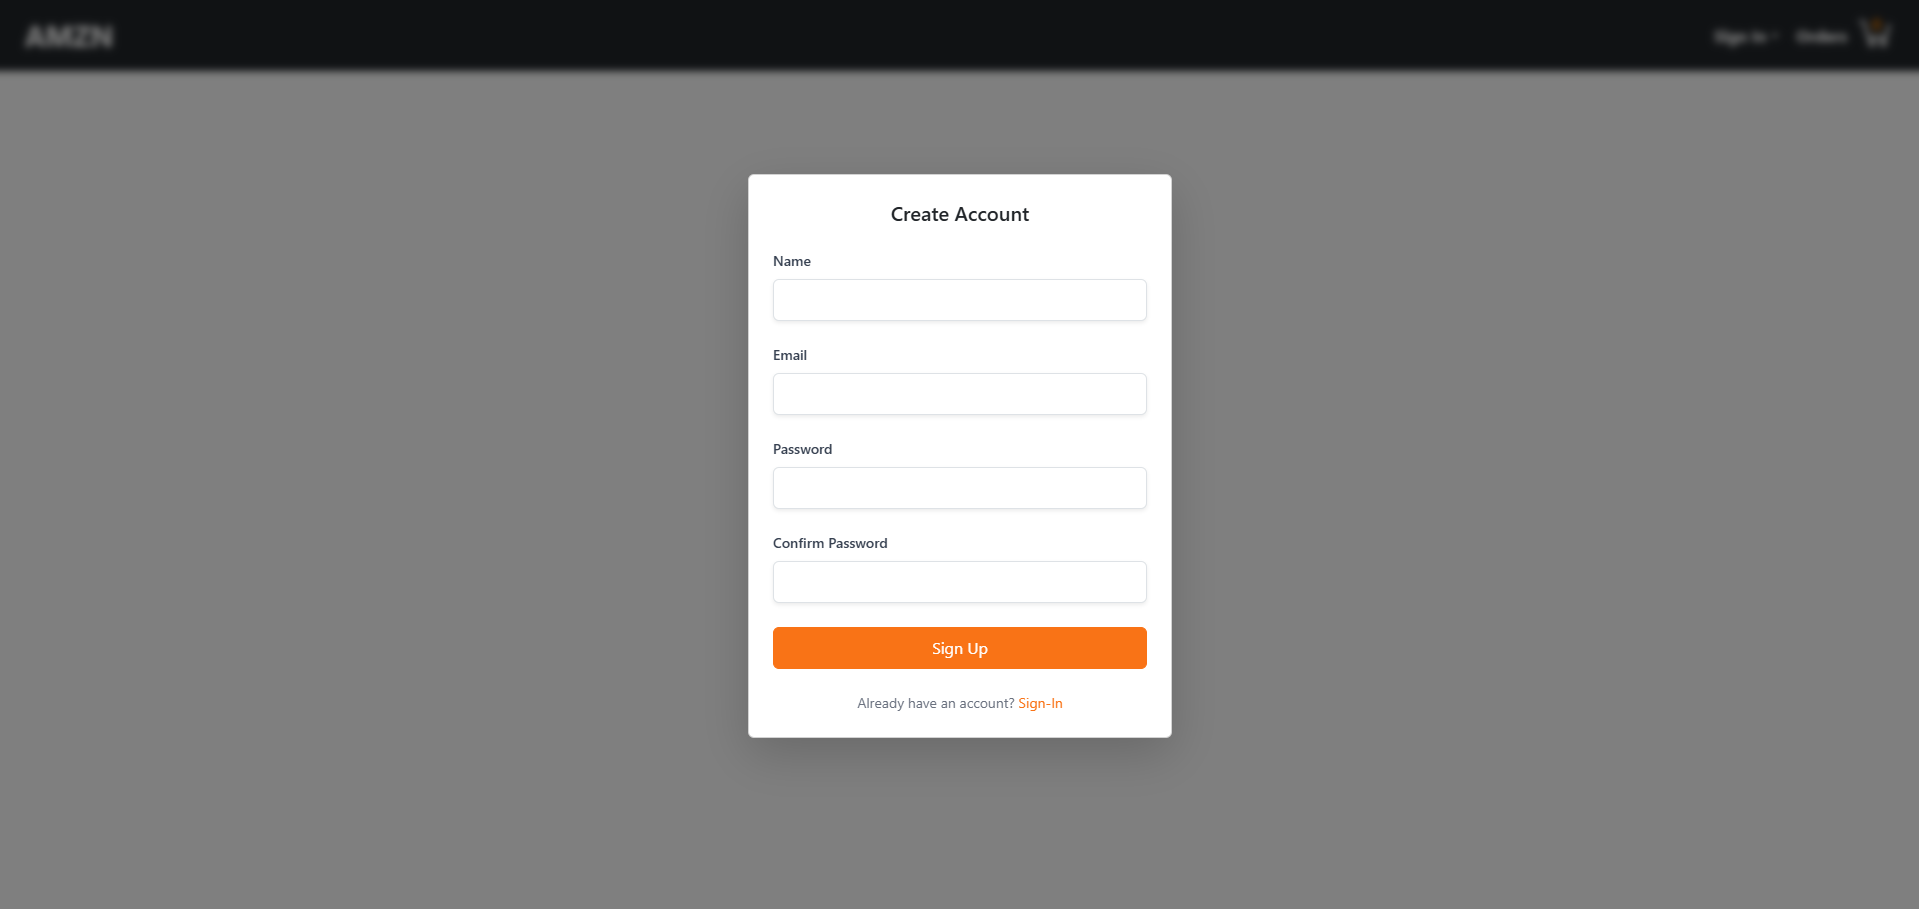 AMZN
Sign In
Orders
Create Account
Name
Email
Password
Confirm Password
Sign Up
Already have an account? Sign-In